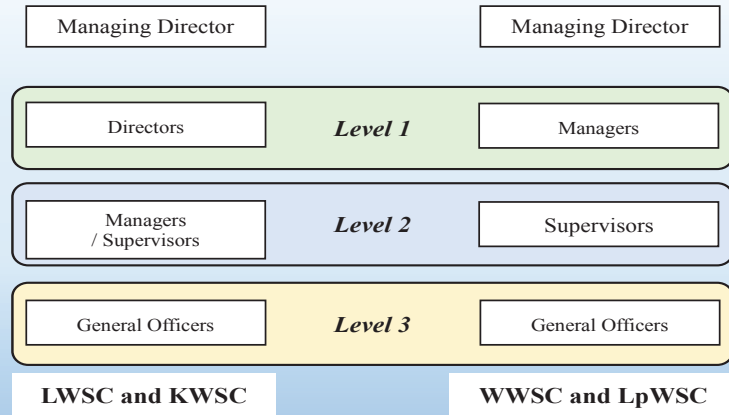 Managing Director
Managing Director
Directors
Level 1
Managers
Managers
/ Supervisors
Level 2
Supervisors
General Officers
Level 3
General Officers
LWSC and KWSC
WWSC and LpWSC